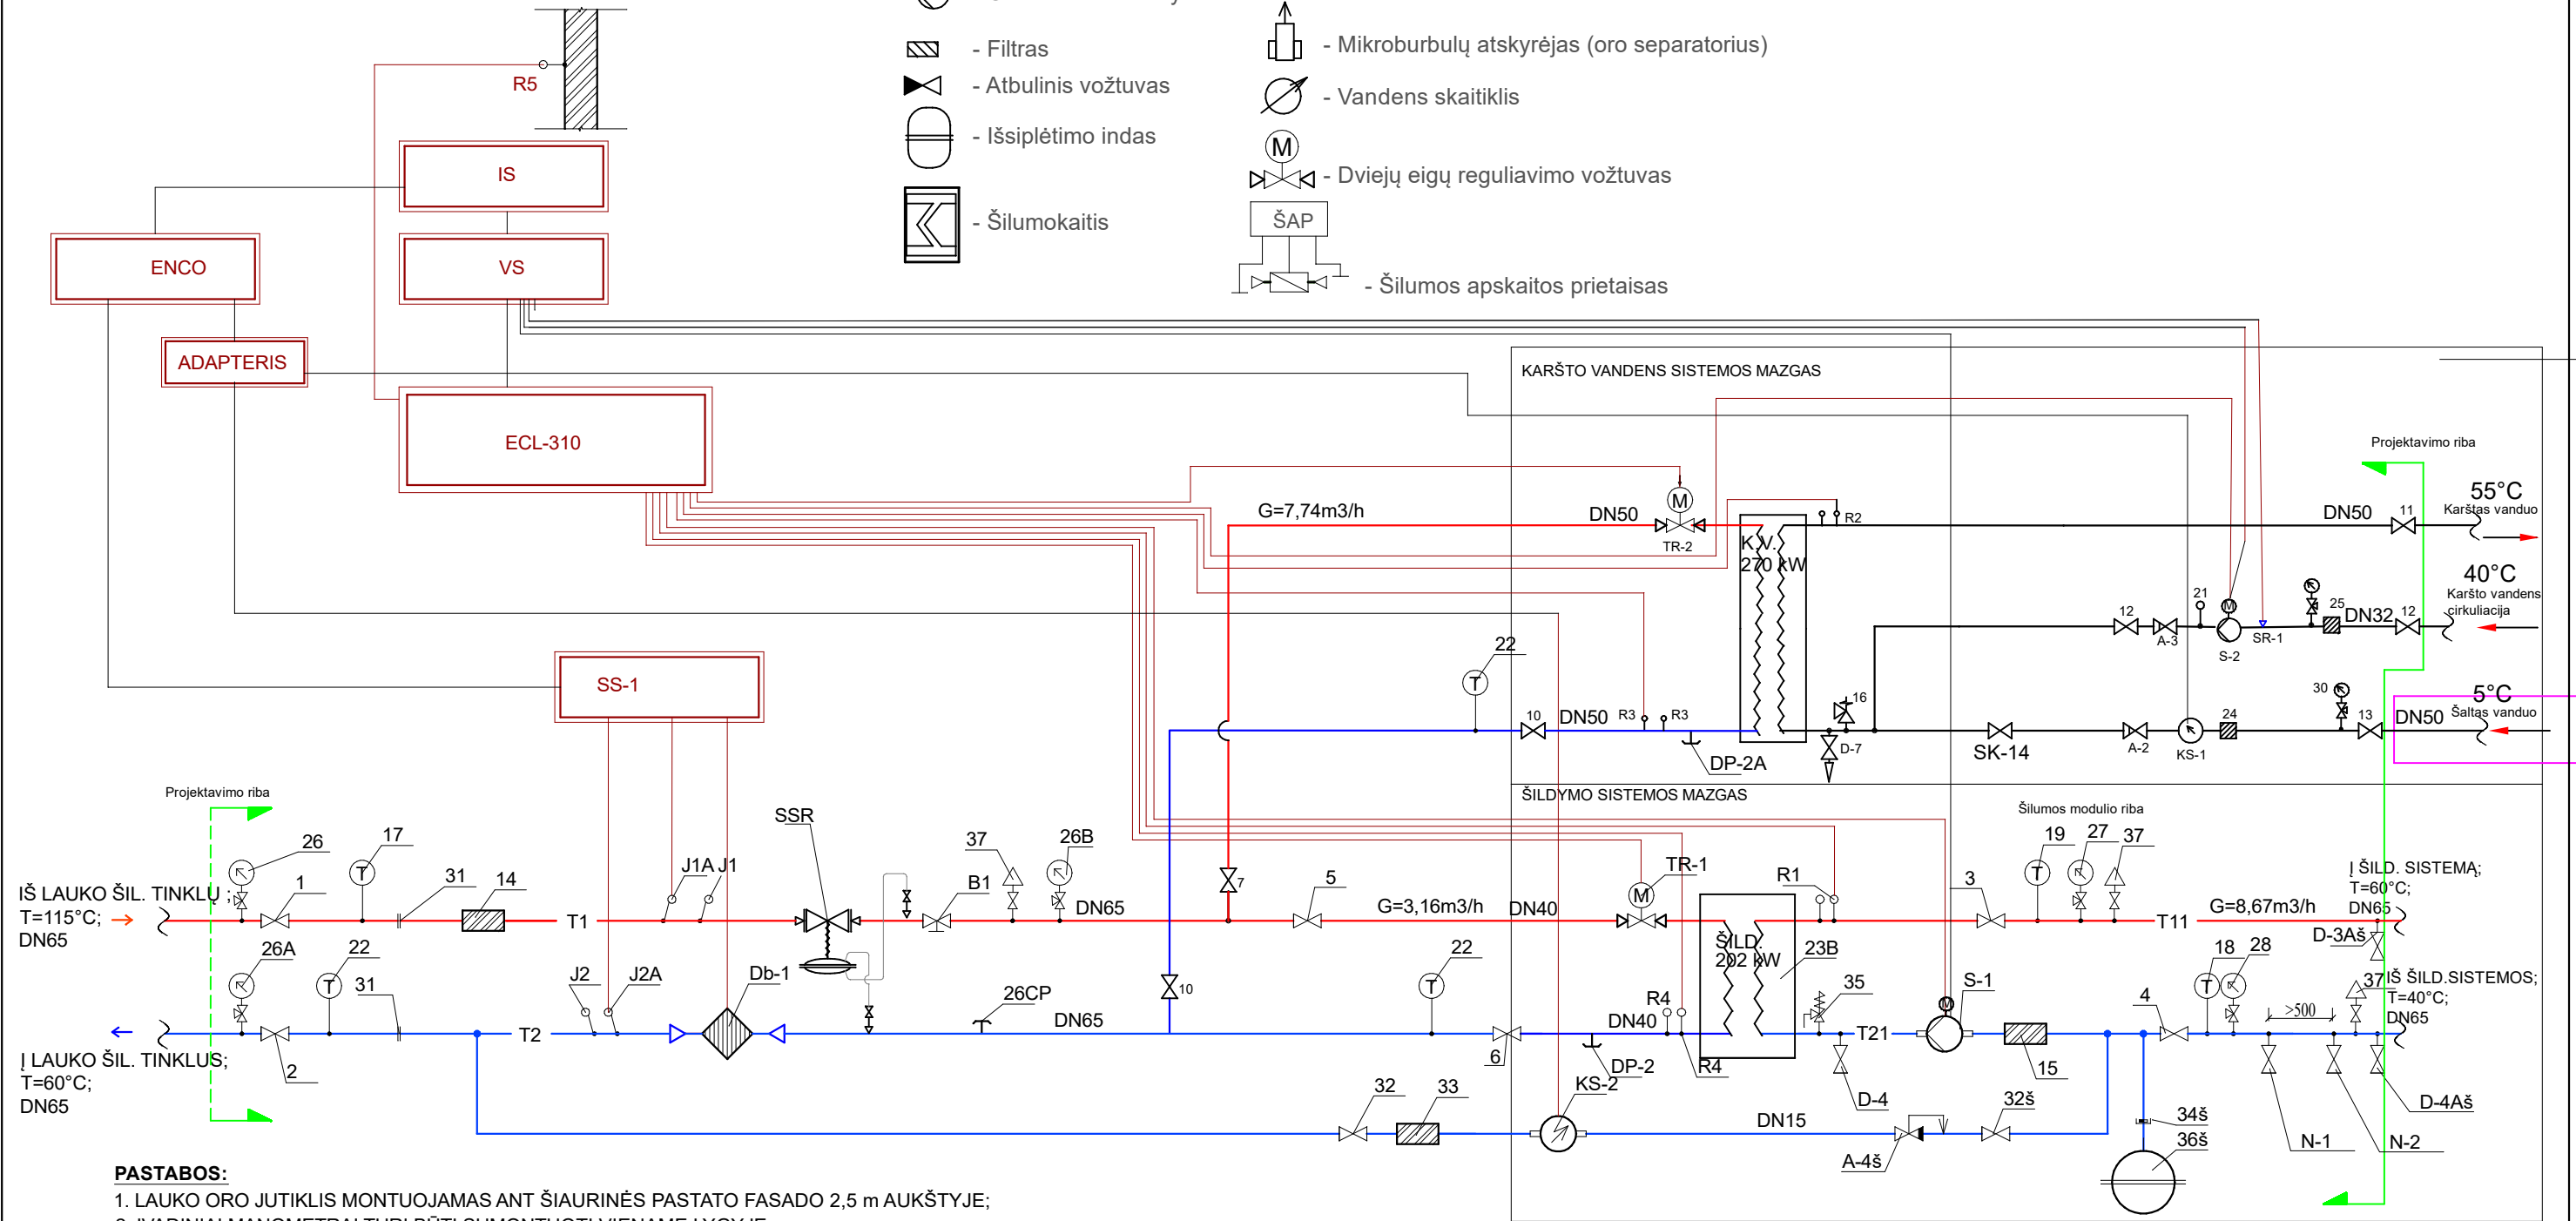 - Filtras
- Atbulinis vožtuvas
- Išsiplėtimo indas
- Šilumokaitis
- Mikroburbulų atskyrėjas (oro separatorius)
- Vandens skaitiklis
M
- Dviejų eigų reguliavimo vožtuvas
ŠAP
- Šilumos apskaitos prietaisas
R5
IS
ENCO
VS
ADAPTERIS
ECL-310
SS-1
KARŠTO VANDENS SISTEMOS MAZGAS
Projektavimo riba
G=7,74m3/h
DN50
M
TR-2
K.V.
270 kW
R2
DN50
11
55°C
Karštas vanduo
40°C
Karšto vandens
cirkuliacija
12
A-3
21
M
S-2
SR-1
25
DN32
12
22
T
10
DN50
R3
R3
DP-2A
16
D-7
SK-14
A-2
KS-1
24
30
13
DN50
5°C
Šaltas vanduo
ŠILDYMO SISTEMOS MAZGAS
Šilumos modulio riba
Projektavimo riba
26
1
17
T
31
14
T1
J1A
J1
SSR
B1
37
26B
DN65
7
5
G=3,16m3/h
DN40
M
TR-1
R1
3
19
T
27
37
T11
G=8,67m3/h
IŠ LAUKO ŠIL. TINKLŲ ;
T=115°C;
DN65
Į ŠILD. SISTEMĄ;
T=60°C;
DN65
D-3Aš
ŠILD.
202 kW
23B
26A
22
T
31
2
T2
J2
J2A
Db-1
26CP
DN65
10
22
T
6
DN40
R4
R4
DP-2
35
D-4
T21
M
S-1
15
4
18
T
28
>500
37
IŠ ŠILD.SISTEMOS;
T=40°C;
DN65
Į LAUKO ŠIL. TINKLUS;
T=60°C;
DN65
32
33
KS-2
DN15
A-4š
32š
34š
36š
N-1
N-2
D-4Aš
PASTABOS:
1. LAUKO ORO JUTIKLIS MONTUOJAMAS ANT ŠIAURINĖS PASTATO FASADO 2,5 m AUKŠTYJE;